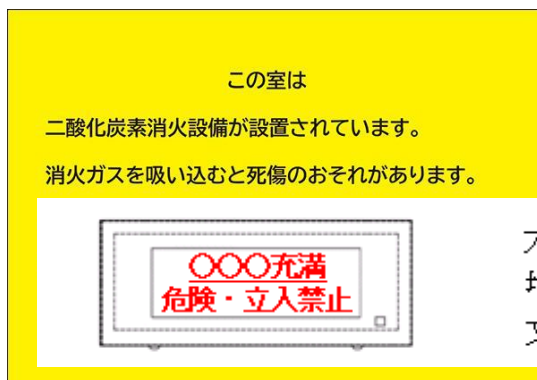 この室は
二酸化炭素消火設備が設置されています。
消火ガスを吸い込むと死傷のおそれがあります。
○○○充満
危険・立入禁止